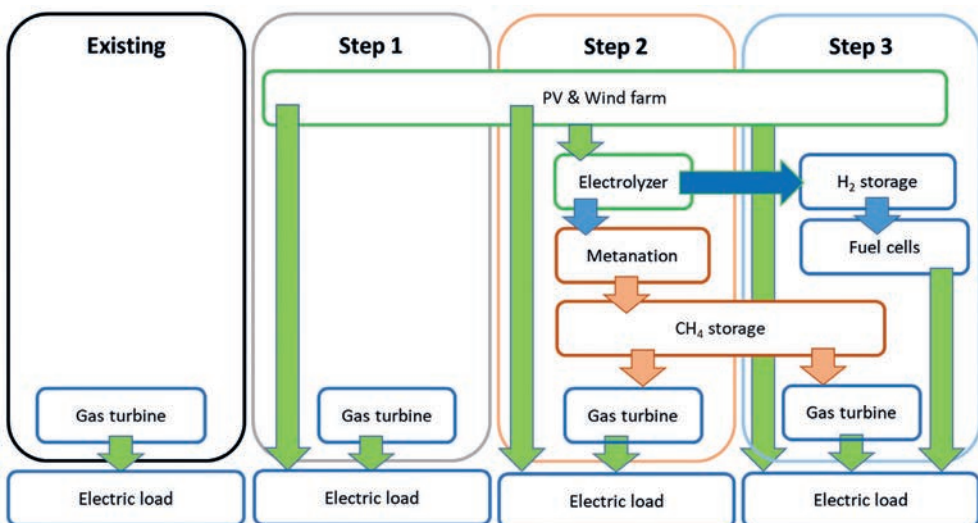 Existing
Step 1
Step 2
Step 3
PV & Wind farm
Electrolyzer
H₂ storage
Metanation
Fuel cells
CH₄ storage
Gas turbine
Gas turbine
Gas turbine
Gas turbine
Electric load
Electric load
Electric load
Electric load